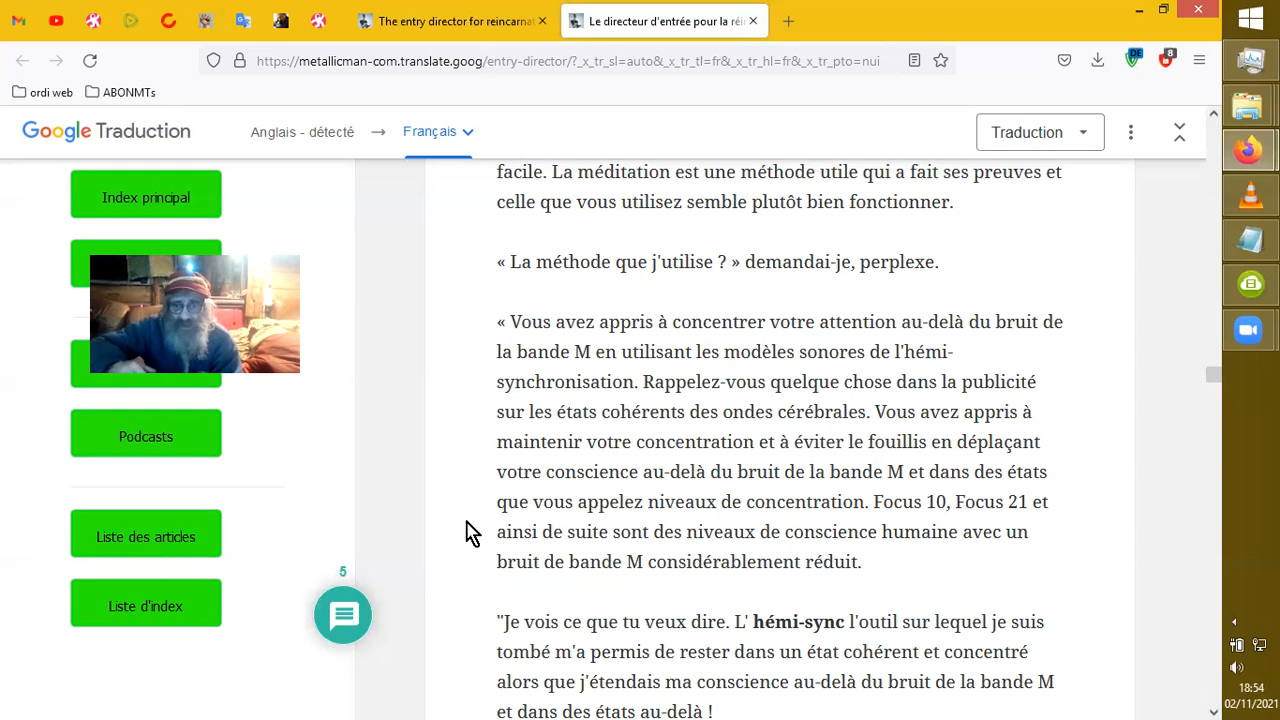 The entry director for reincarnat
Le directeur d'entrée pour la réin
https://metallicman-com.translate.goog/entry-director/?_x_tr_sl=auto&_x_tr_tl=fr&_x_tr_hl=fr&_x_tr_pto=nui
DE
8
ordi web
ABONMTs
Google Traduction
Anglais - détecté
Français
Traduction
Index principal
Podcasts
Liste des articles
Liste d'index
5
facile. La méditation est une méthode utile qui a fait ses preuves et
celle que vous utilisez semble plutôt bien fonctionner.
« La méthode que j'utilise ? » demandai-je, perplexe.
« Vous avez appris à concentrer votre attention au-delà du bruit de
la bande M en utilisant les modèles sonores de l'hémi-
synchronisation. Rappelez-vous quelque chose dans la publicité
sur les états cohérents des ondes cérébrales. Vous avez appris à
maintenir votre concentration et à éviter le fouillis en déplaçant
votre conscience au-delà du bruit de la bande M et dans des états
que vous appelez niveaux de concentration. Focus 10, Focus 21 et
ainsi de suite sont des niveaux de conscience humaine avec un
bruit de bande M considérablement réduit.
"Je vois ce que tu veux dire. L' hémi-sync l'outil sur lequel je suis
tombé m'a permis de rester dans un état cohérent et concentré
alors que j'étendais ma conscience au-delà du bruit de la bande M
et dans des états au-delà !
18:54
02/11/2021